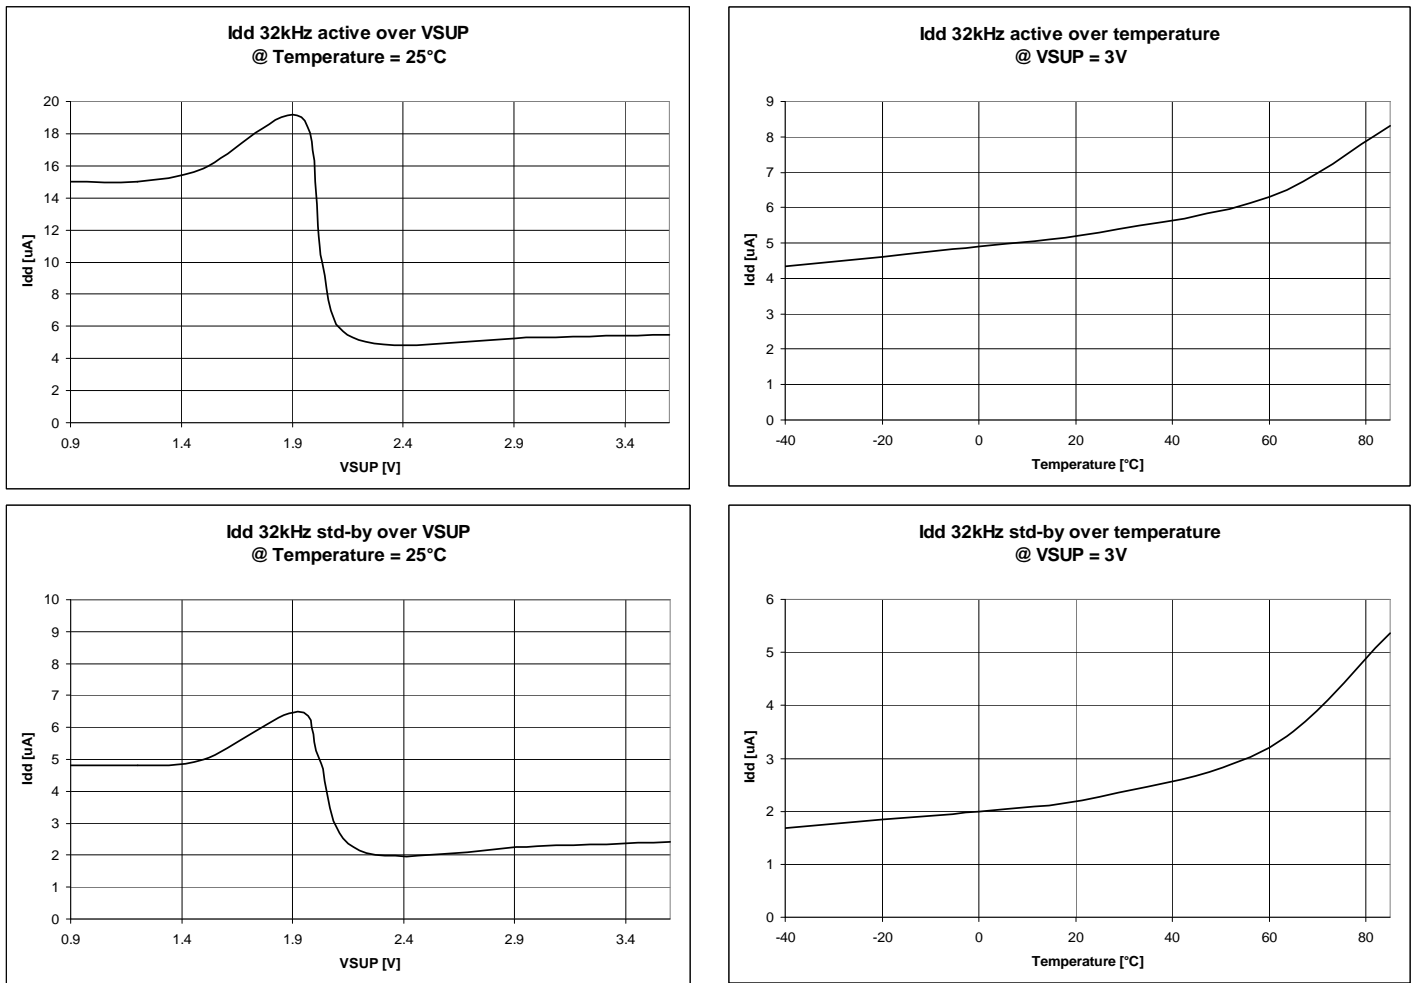 Idd 32kHz active over VSUP
@ Temperature = 25°C
20
18
16
14
12
10
8
6
4
2
0
Idd [uA]
0.9 1.4 1.9 2.4 2.9 3.4
VSUP [V]
Idd 32kHz active over temperature
@ VSUP = 3V
9
8
7
6
5
4
3
2
1
0
Idd [uA]
-40 -20 0 20 40 60 80
Temperature [°C]
Idd 32kHz std-by over VSUP
@ Temperature = 25°C
10
9
8
7
6
5
4
3
2
1
0
Idd [uA]
0.9 1.4 1.9 2.4 2.9 3.4
VSUP [V]
Idd 32kHz std-by over temperature
@ VSUP = 3V
6
5
4
3
2
1
0
Idd [uA]
-40 -20 0 20 40 60 80
Temperature [°C]